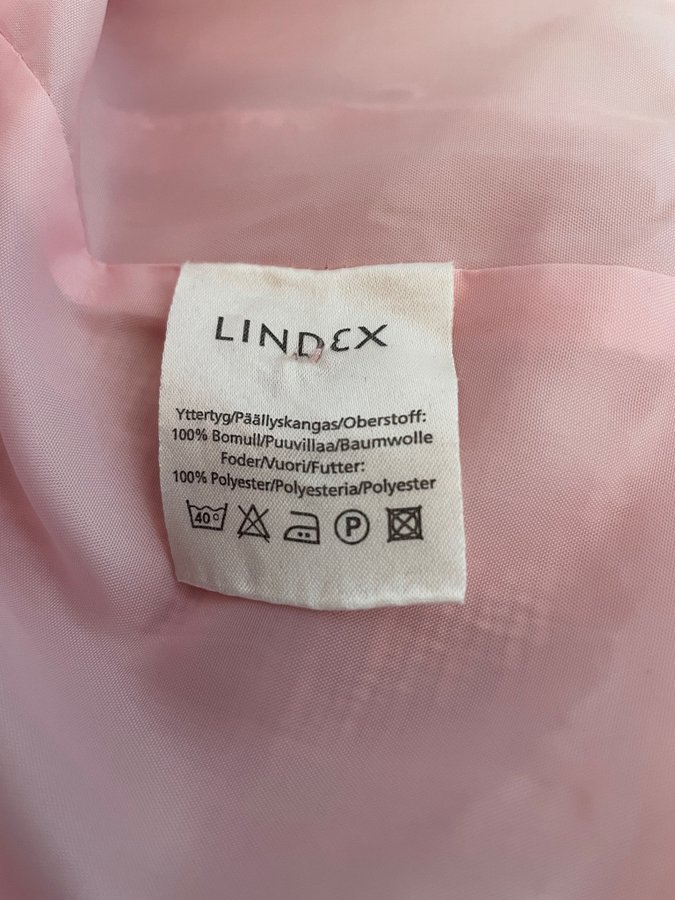 LINDEX
Yttertyg/Päällyskangas/Oberstoff:
100% Bomull/Puuvillaa/Baumwolle
Foder/Vuori/Futter:
100% Polyester/Polyesteria/Polyester
40° P